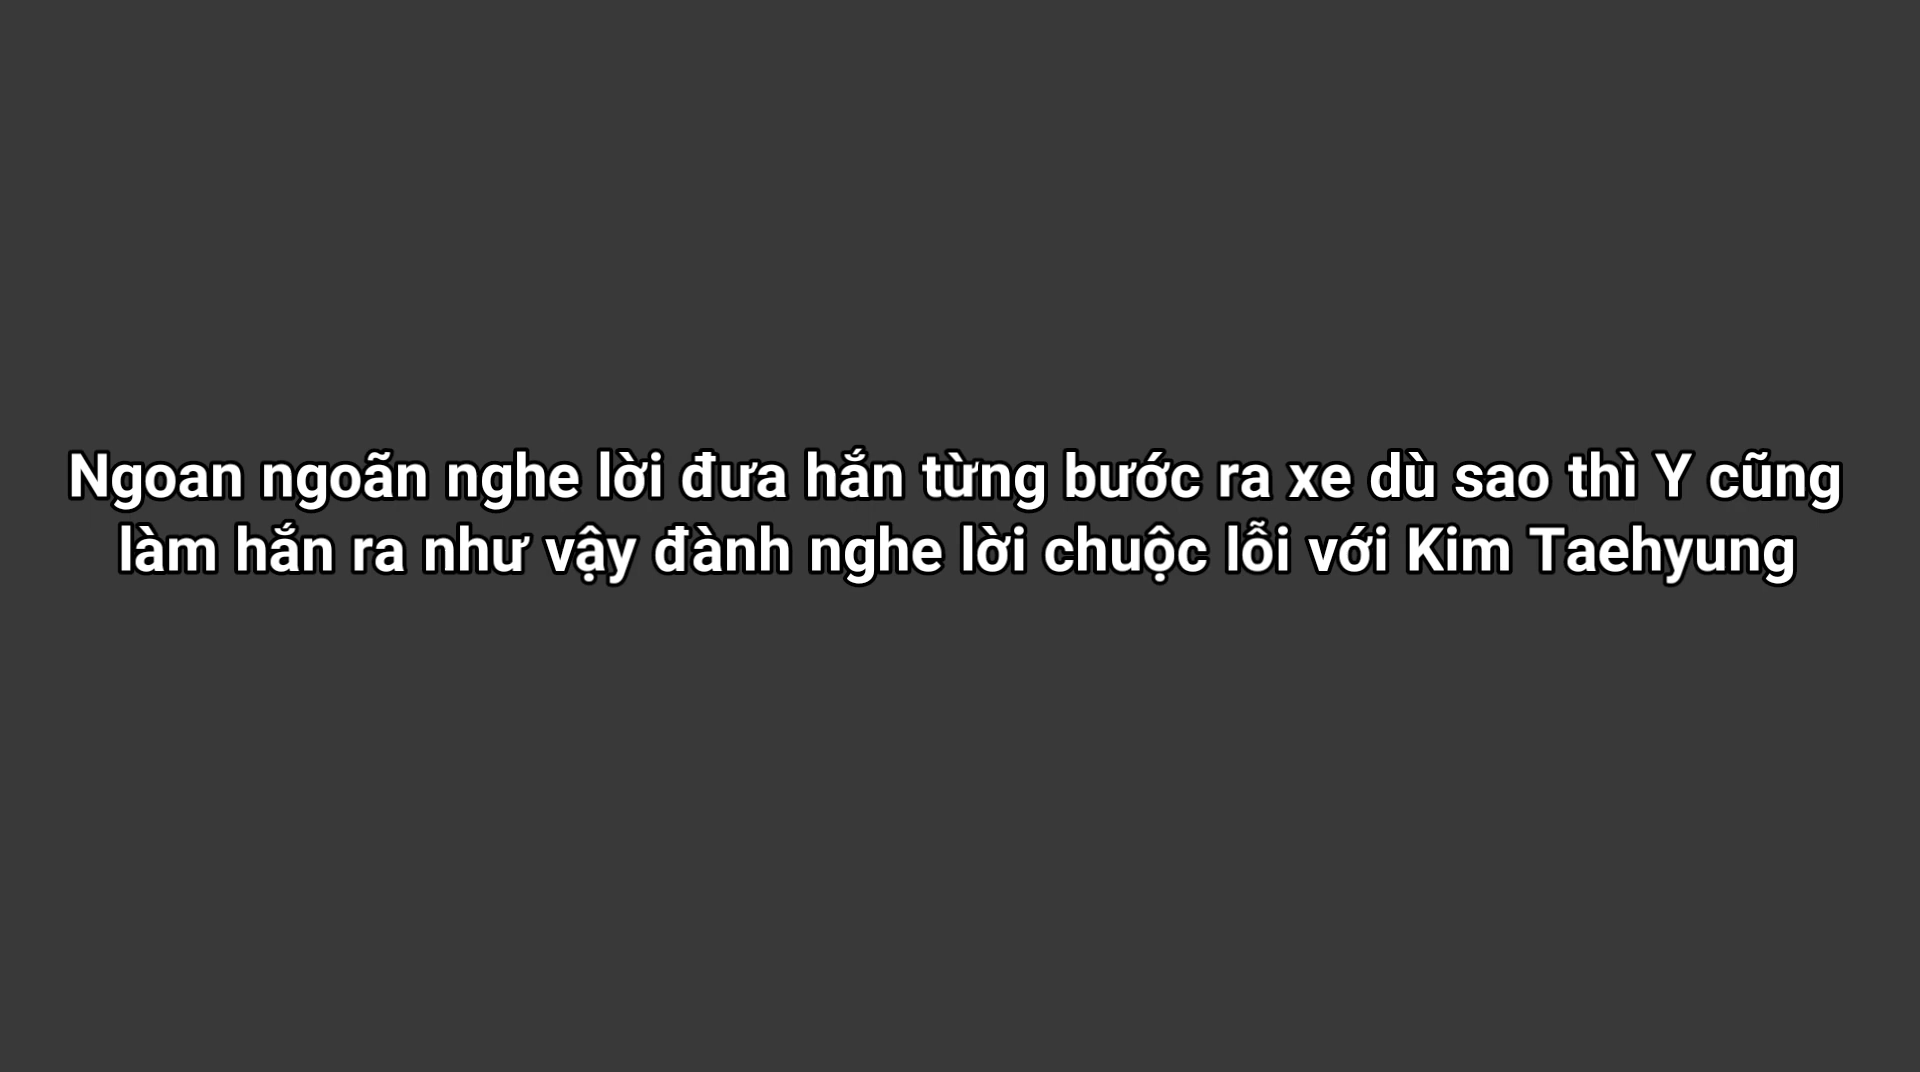 Ngoan ngoãn nghe lời đưa hắn từng bước ra xe dù sao thì Y cũng
làm hắn ra như vậy đành nghe lời chuộc lỗi với Kim Taehyung